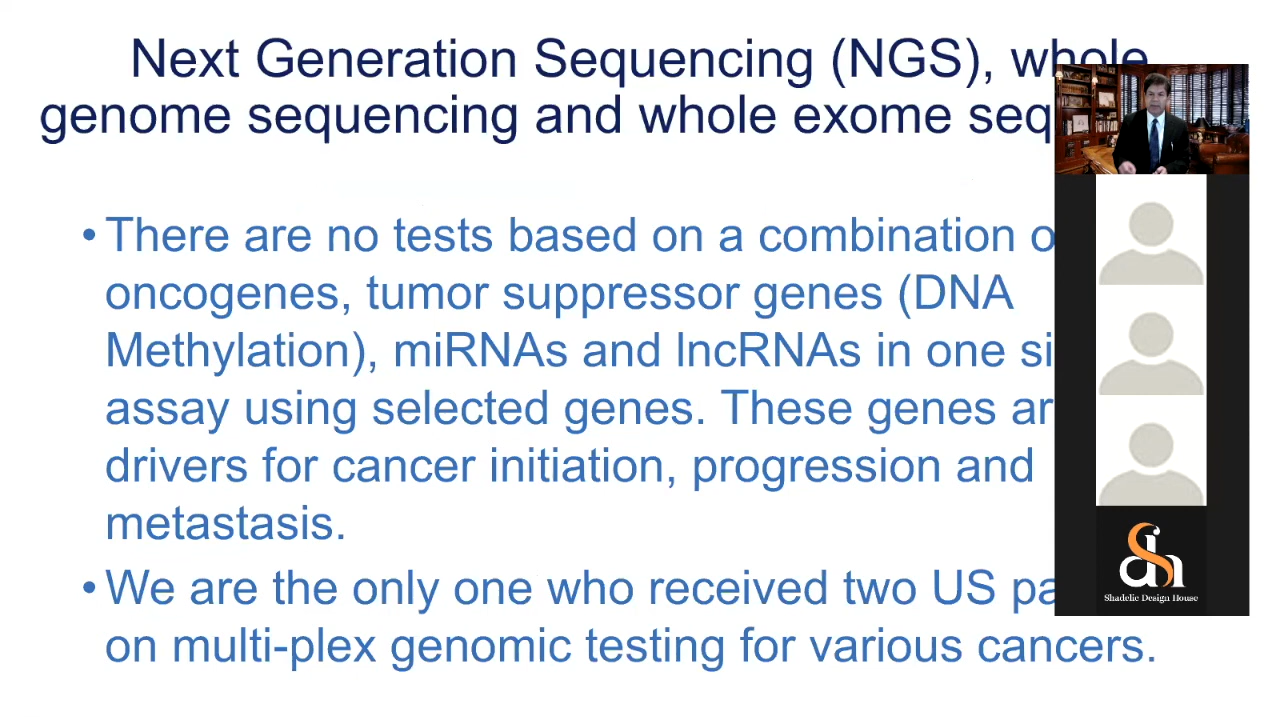 Next Generation Sequencing (NGS), whole
genome sequencing and whole exome seq
• There are no tests based on a combination o
oncogenes, tumor suppressor genes (DNA
Methylation), miRNAs and lncRNAs in one si
assay using selected genes. These genes ar
drivers for cancer initiation, progression and
metastasis.
• We are the only one who received two US pa
on multi-plex genomic testing for various cancers.
Shadelic Design House